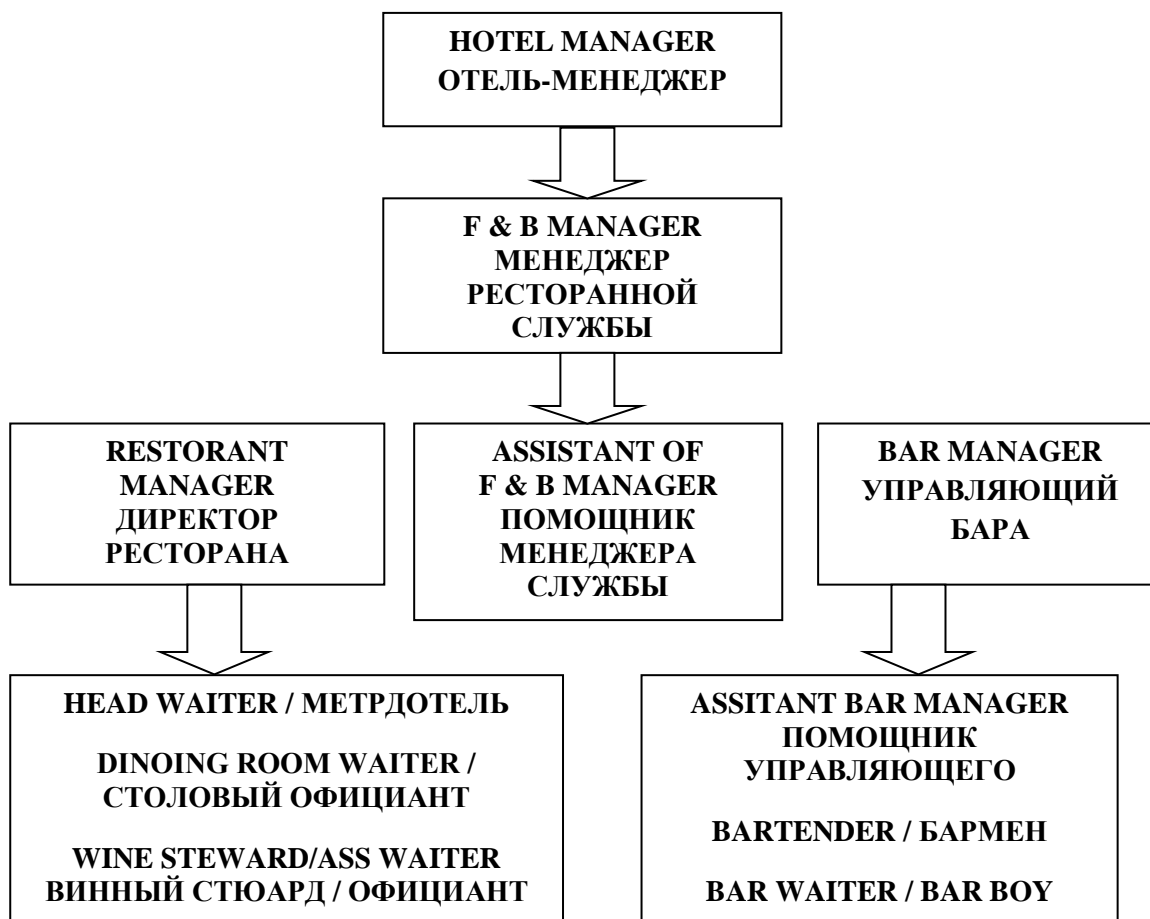 HOTEL MANAGER
ОТЕЛЬ-МЕНЕДЖЕР
F & B MANAGER
МЕНЕДЖЕР
РЕСТОРАННОЙ
СЛУЖБЫ
RESTORANT
MANAGER
ДИРЕКТОР
РЕСТОРАНА
ASSISTANT OF
F & B MANAGER
ПОМОЩНИК
МЕНЕДЖЕРА
СЛУЖБЫ
BAR MANAGER
УПРАВЛЯЮЩИЙ
БАРА
HEAD WAITER / МЕТРДОТЕЛЬ
DINOING ROOM WAITER /
СТОЛОВЫЙ ОФИЦИАНТ
WINE STEWARD/ASS WAITER
ВИННЫЙ СТЮАРД / ОФИЦИАНТ
ASSITANT BAR MANAGER
ПОМОЩНИК
УПРАВЛЯЮЩЕГО
BARTENDER / БАРМЕН
BAR WAITER / BAR BOY